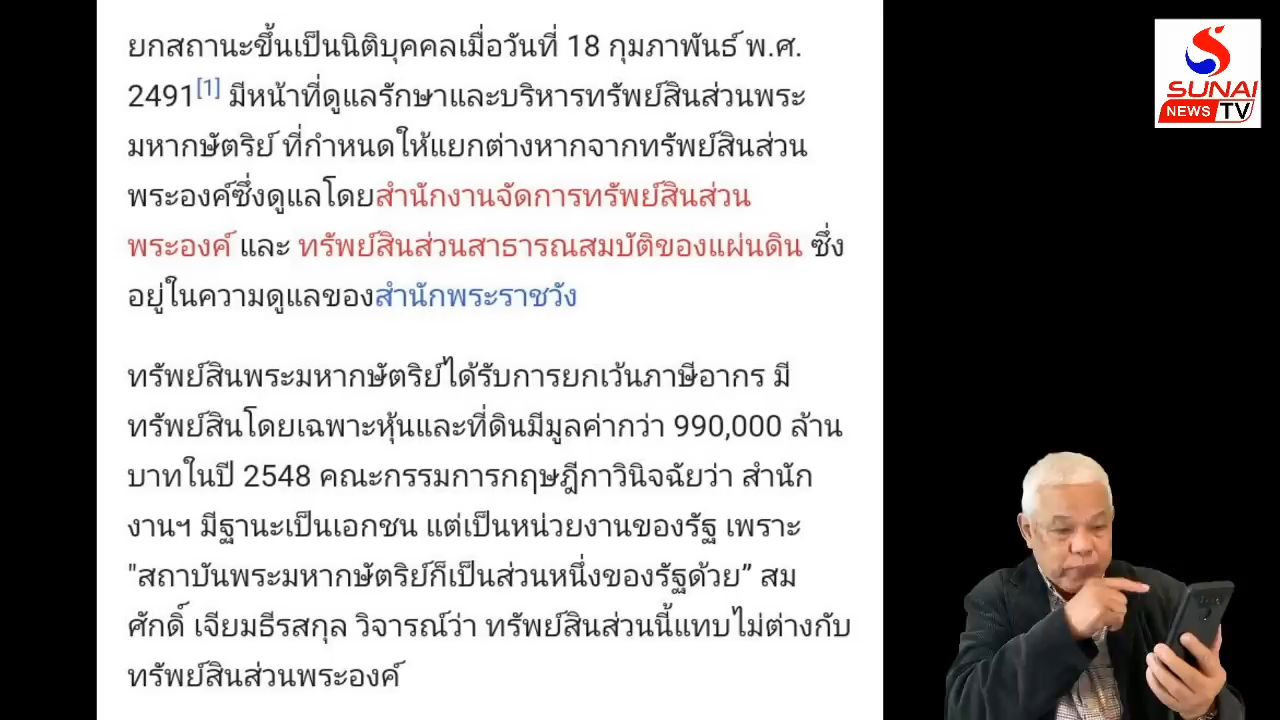 ยกสถานะขึ้นเป็นนิติบุคคลเมื่อวันที่ 18 กุมภาพันธ์ พ.ศ.
2491[1] มีหน้าที่ดูแลรักษาและบริหารทรัพย์สินส่วนพระ
มหากษัตริย์ ที่กำหนดให้แยกต่างหากจากทรัพย์สินส่วน
พระองค์ซึ่งดูแลโดยสำนักงานจัดการทรัพย์สินส่วน
พระองค์ และ ทรัพย์สินส่วนสาธารณสมบัติของแผ่นดิน ซึ่ง
อยู่ในความดูแลของสำนักพระราชวัง
ทรัพย์สินพระมหากษัตริย์ได้รับการยกเว้นภาษีอากร มี
ทรัพย์สินโดยเฉพาะหุ้นและที่ดินมีมูลค่ากว่า 990,000 ล้าน
บาทในปี 2548 คณะกรรมการกฤษฎีกาวินิจฉัยว่า สำนัก
งานฯ มีฐานะเป็นเอกชน แต่เป็นหน่วยงานของรัฐ เพราะ
"สถาบันพระมหากษัตริย์ก็เป็นส่วนหนึ่งของรัฐด้วย” สม
ศักดิ์ เจียมธีรสกุล วิจารณ์ว่า ทรัพย์สินส่วนนี้แทบไม่ต่างกับ
ทรัพย์สินส่วนพระองค์
SUNAI
NEWS TV